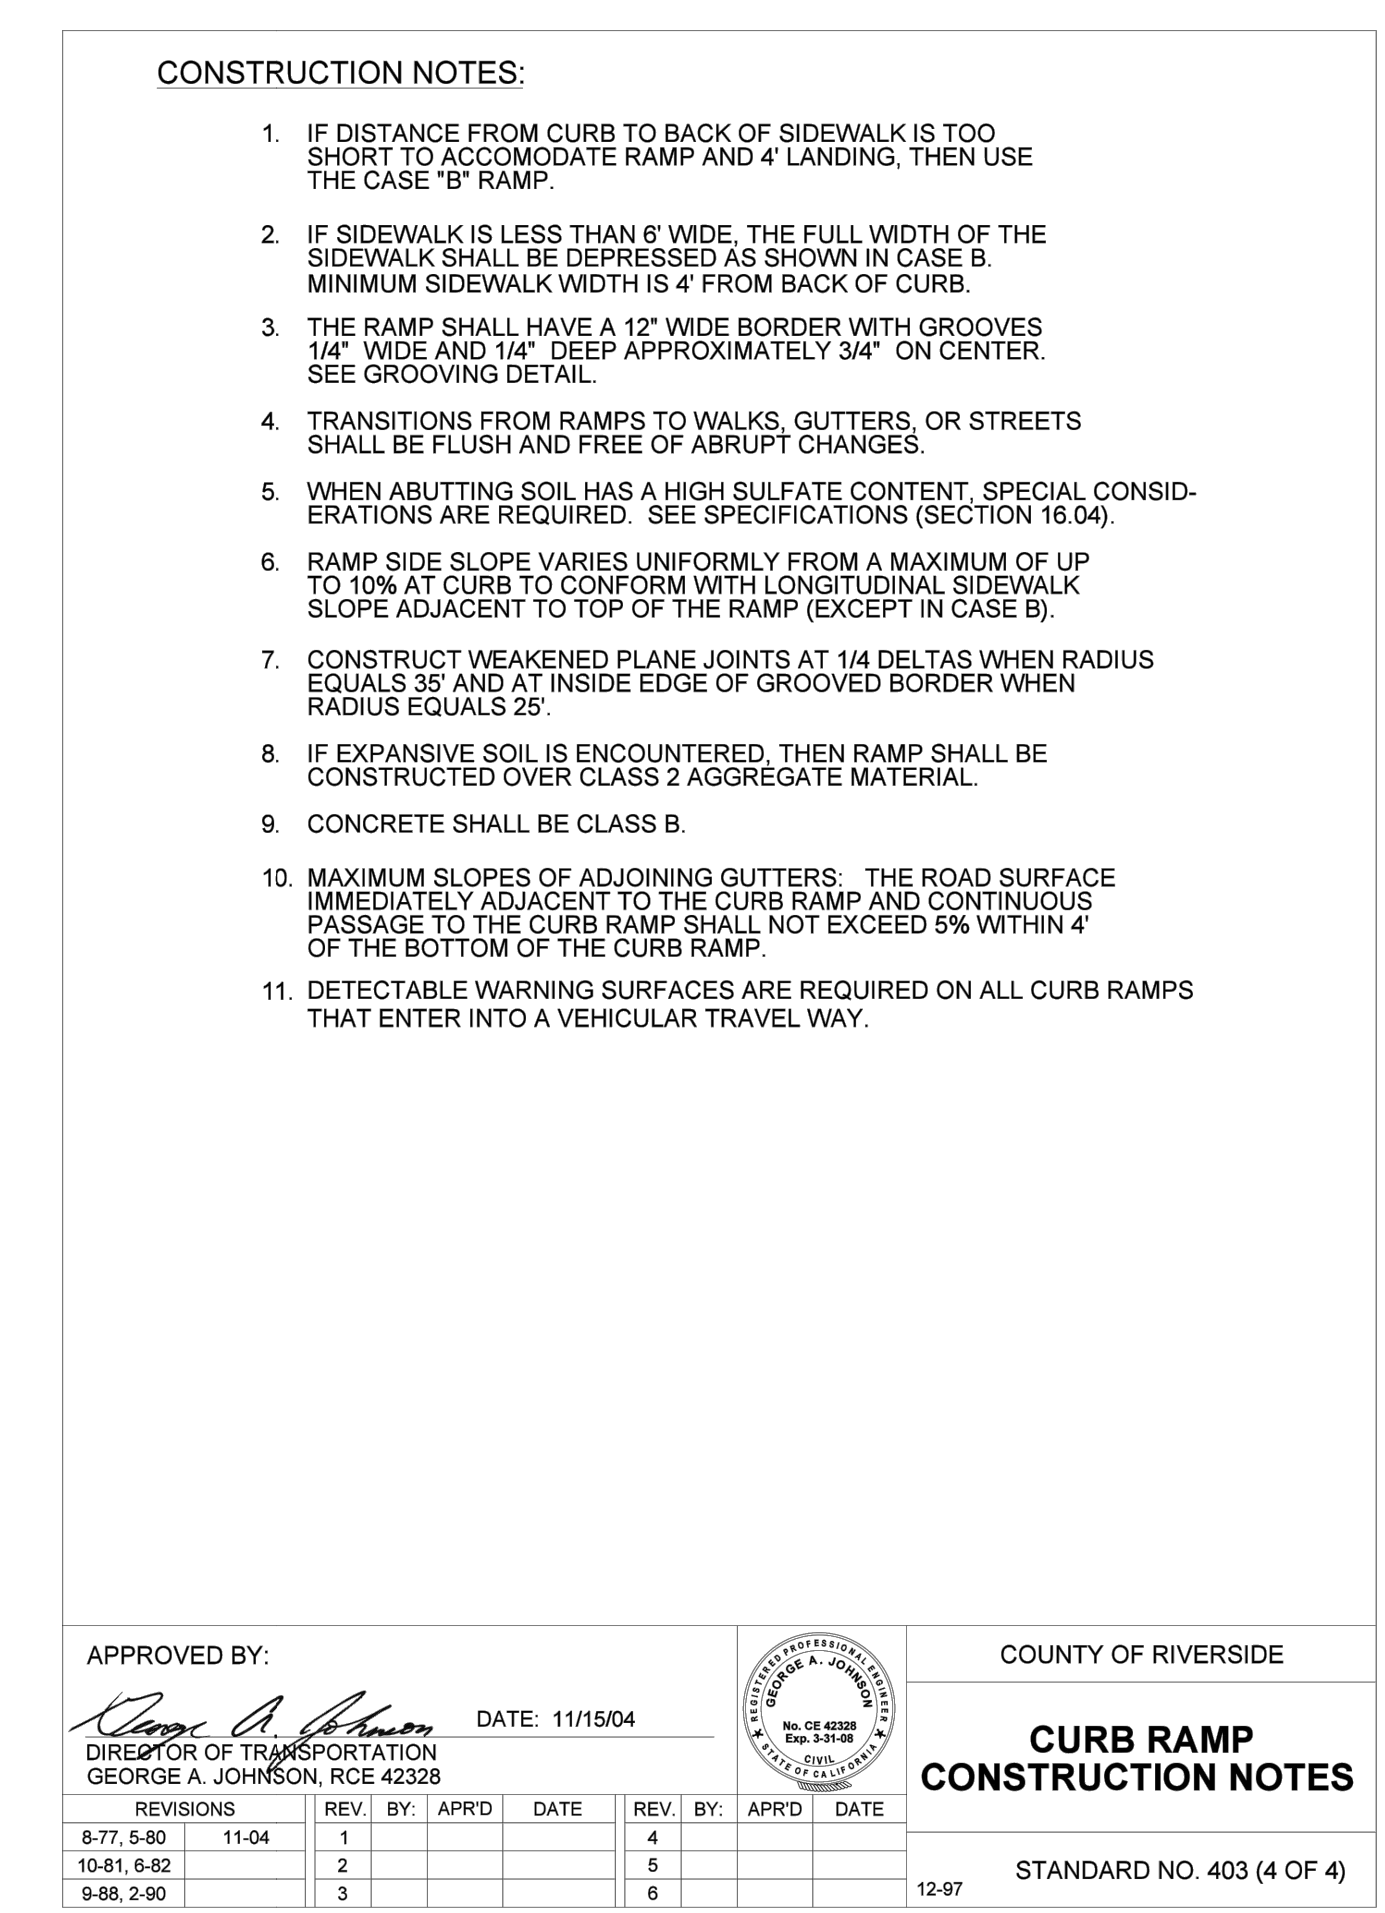 CONSTRUCTION NOTES:
1. IF DISTANCE FROM CURB TO BACK OF SIDEWALK IS TOO
SHORT TO ACCOMODATE RAMP AND 4' LANDING, THEN USE
THE CASE "B" RAMP.
2. IF SIDEWALK IS LESS THAN 6' WIDE, THE FULL WIDTH OF THE
SIDEWALK SHALL BE DEPRESSED AS SHOWN IN CASE B.
MINIMUM SIDEWALK WIDTH IS 4' FROM BACK OF CURB.
3. THE RAMP SHALL HAVE A 12" WIDE BORDER WITH GROOVES
1/4" WIDE AND 1/4" DEEP APPROXIMATELY 3/4" ON CENTER.
SEE GROOVING DETAIL.
4. TRANSITIONS FROM RAMPS TO WALKS, GUTTERS, OR STREETS
SHALL BE FLUSH AND FREE OF ABRUPT CHANGES.
5. WHEN ABUTTING SOIL HAS A HIGH SULFATE CONTENT, SPECIAL CONSID-
ERATIONS ARE REQUIRED. SEE SPECIFICATIONS (SECTION 16.04).
6. RAMP SIDE SLOPE VARIES UNIFORMLY FROM A MAXIMUM OF UP
TO 10% AT CURB TO CONFORM WITH LONGITUDINAL SIDEWALK
SLOPE ADJACENT TO TOP OF THE RAMP (EXCEPT IN CASE B).
7. CONSTRUCT WEAKENED PLANE JOINTS AT 1/4 DELTAS WHEN RADIUS
EQUALS 35' AND AT INSIDE EDGE OF GROOVED BORDER WHEN
RADIUS EQUALS 25'.
8. IF EXPANSIVE SOIL IS ENCOUNTERED, THEN RAMP SHALL BE
CONSTRUCTED OVER CLASS 2 AGGREGATE MATERIAL.
9. CONCRETE SHALL BE CLASS B.
10. MAXIMUM SLOPES OF ADJOINING GUTTERS: THE ROAD SURFACE
IMMEDIATELY ADJACENT TO THE CURB RAMP AND CONTINUOUS
PASSAGE TO THE CURB RAMP SHALL NOT EXCEED 5% WITHIN 4'
OF THE BOTTOM OF THE CURB RAMP.
11. DETECTABLE WARNING SURFACES ARE REQUIRED ON ALL CURB RAMPS
THAT ENTER INTO A VEHICULAR TRAVEL WAY.
APPROVED BY:
George A. Johnson DATE: 11/15/04
DIRECTOR OF TRANSPORTATION
GEORGE A. JOHNSON, RCE 42328
REGISTERED PROFESSIONAL ENGINEER
GEORGE A. JOHNSON
No. CE 42328
Exp. 3-31-08
CIVIL
STATE OF CALIFORNIA
COUNTY OF RIVERSIDE
CURB RAMP
CONSTRUCTION NOTES
STANDARD NO. 403 (4 OF 4)
12-97
REVISIONS REV. BY: APR'D DATE REV. BY: APR'D DATE
8-77, 5-80 11-04 1 4
10-81, 6-82 2 5
9-88, 2-90 3 6